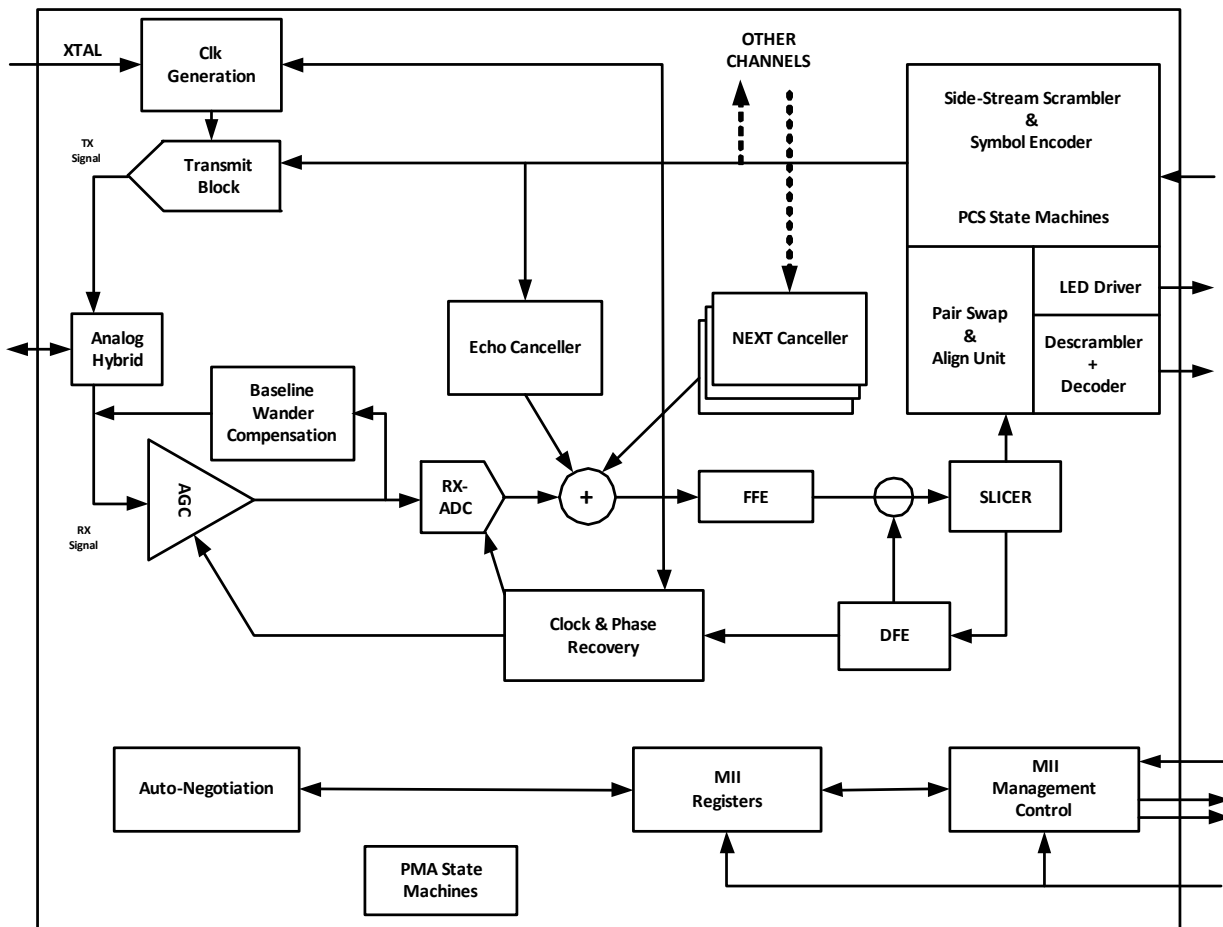 XTAL
Clk
Generation
OTHER
CHANNELS
Side-Stream Scrambler
&
Symbol Encoder
TX
Signal
Transmit
Block
PCS State Machines
LED Driver
Pair Swap
&
Align Unit
Descrambler
+
Decoder
Analog
Hybrid
Echo Canceller
NEXT Canceller
Baseline
Wander
Compensation
AGC
RX-
ADC
+
FFE
SLICER
RX
Signal
Clock & Phase
Recovery
DFE
Auto-Negotiation
MII
Registers
MII
Management
Control
PMA State
Machines